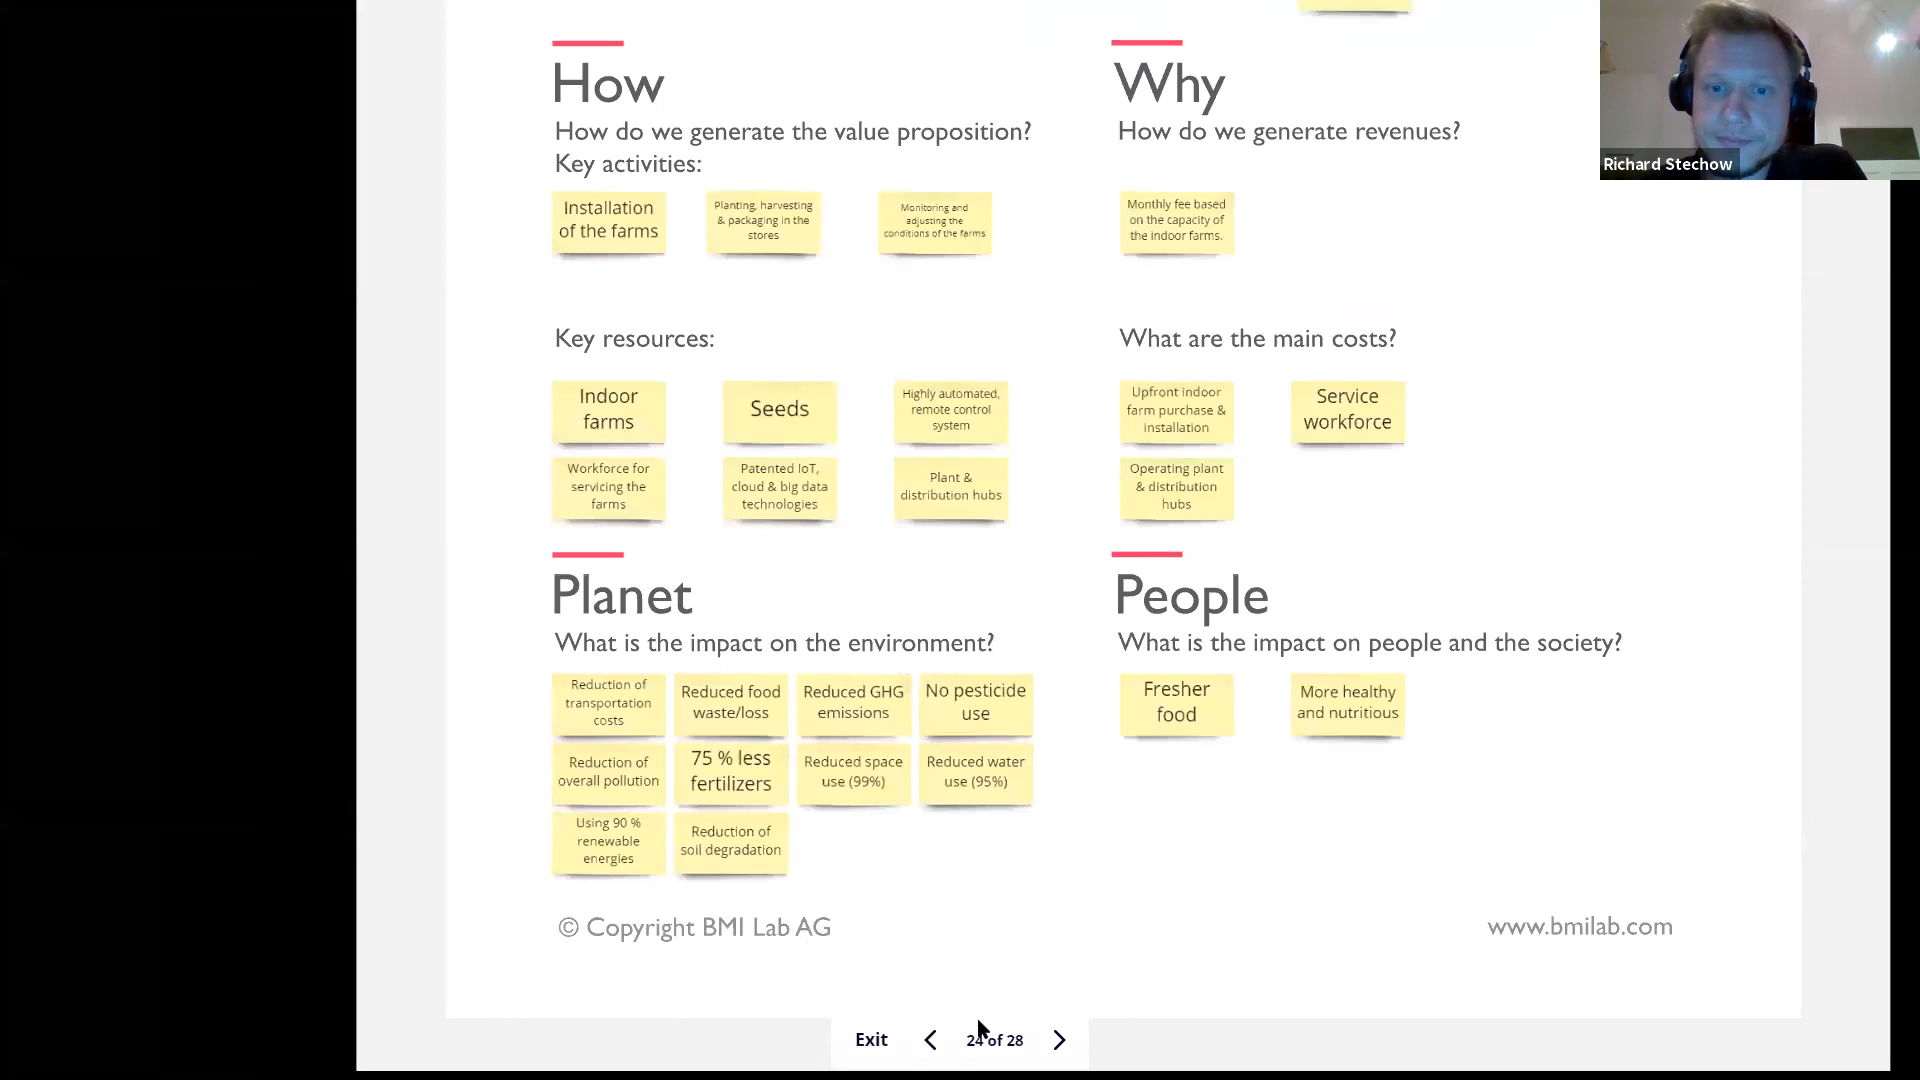 How
How do we generate the value proposition?
Key activities:
Installation
of the farms
Planting, harvesting
& packaging in the
stores
Monitoring and
adjusting the
conditions of the farms
Key resources:
Indoor
farms
Seeds
Highly automated,
remote control
system
Workforce for
servicing the
farms
Patented IoT,
cloud & big data
technologies
Plant &
distribution hubs
Why
How do we generate revenues?
Monthly fee based
on the capacity of
the indoor farms.
What are the main costs?
Upfront indoor
farm purchase &
installation
Service
workforce
Operating plant
& distribution
hubs
Planet
What is the impact on the environment?
Reduction of
transportation
costs
Reduced food
waste/loss
Reduced GHG
emissions
No pesticide
use
Reduction of
overall pollution
75 % less
fertilizers
Reduced space
use (99%)
Reduced water
use (95%)
Using 90 %
renewable
energies
Reduction of
soil degradation
People
What is the impact on people and the society?
Fresher
food
More healthy
and nutritious
© Copyright BMI Lab AG
www.bmilab.com
Exit
24 of 28
Richard Stechow